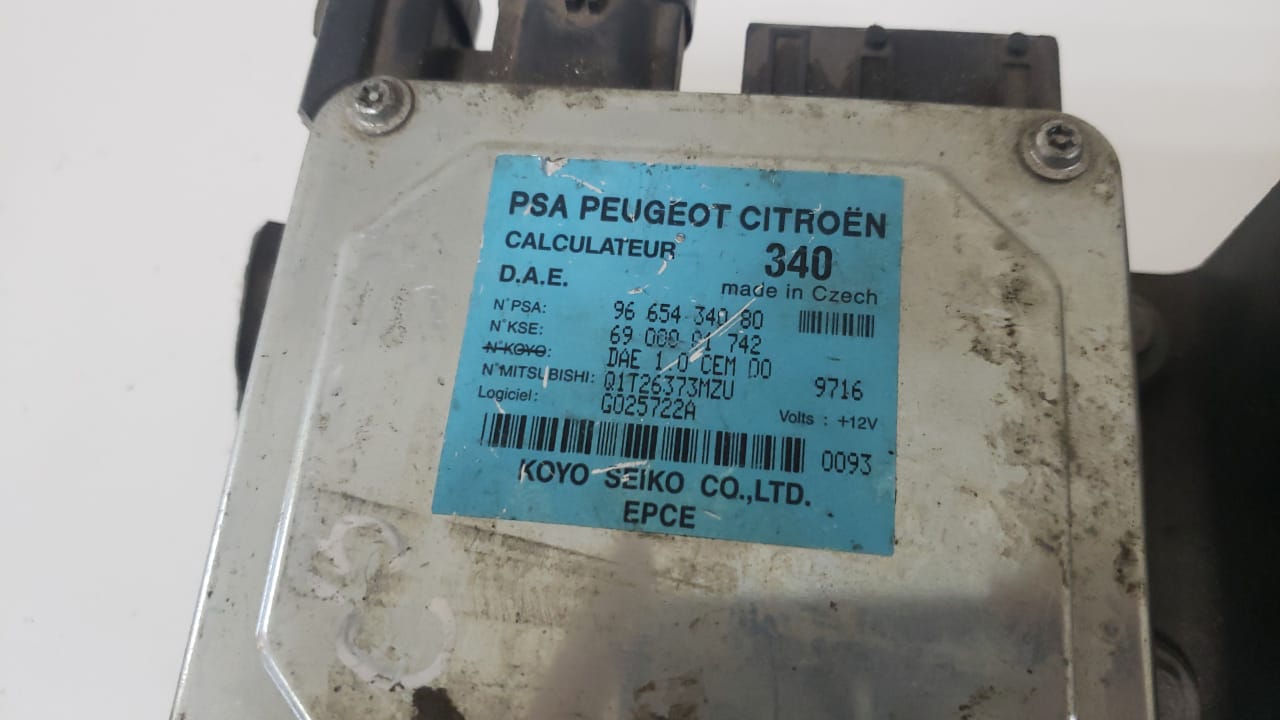 PSA PEUGEOT CITROËN
CALCULATEUR 340
D.A.E. made in Czech
N°PSA: 96 654 340 80
N°KSE: 69 000 01 742
N°KOYO: DAE 1.0 CEM 00
N°MITSUBISHI: Q1T26373MZU 9716
Logiciel: G025722A Volts : +12V
0093
KOYO SEIKO CO.,LTD.
EPCE